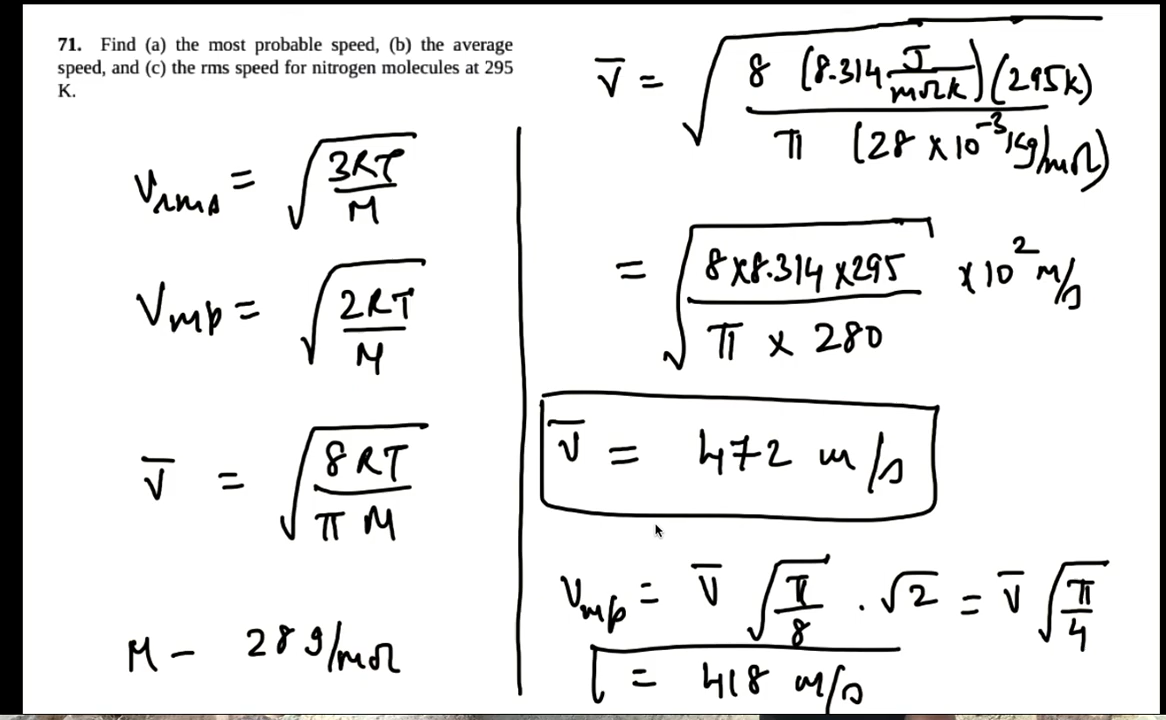 71. Find (a) the most probable speed, (b) the average
speed, and (c) the rms speed for nitrogen molecules at 295
K.
Vrms = √(3RT/M)
Vmp = √(2RT/M)
V̅ = √(8RT/πM)
M – 28 g/mol
V̅ = √(8 (8.314 J/mol K)(295K)/π (28 × 10⁻³ kg/mol))
= √(8×8.314×295/π × 280) × 10² m/s
V̅ = 472 m/s
Vmp = V̅ √(π/8) · √2 = V̅ √(π/4)
= 418 m/s